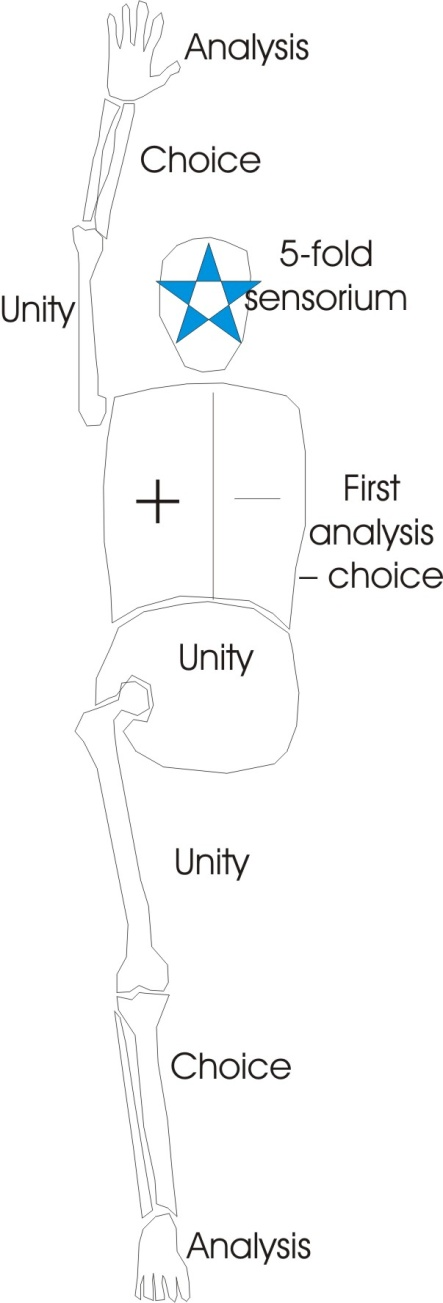 Analysis
Choice
5-fold
sensorium
Unity
+ –
First
analysis
– choice
Unity
Unity
Choice
Analysis